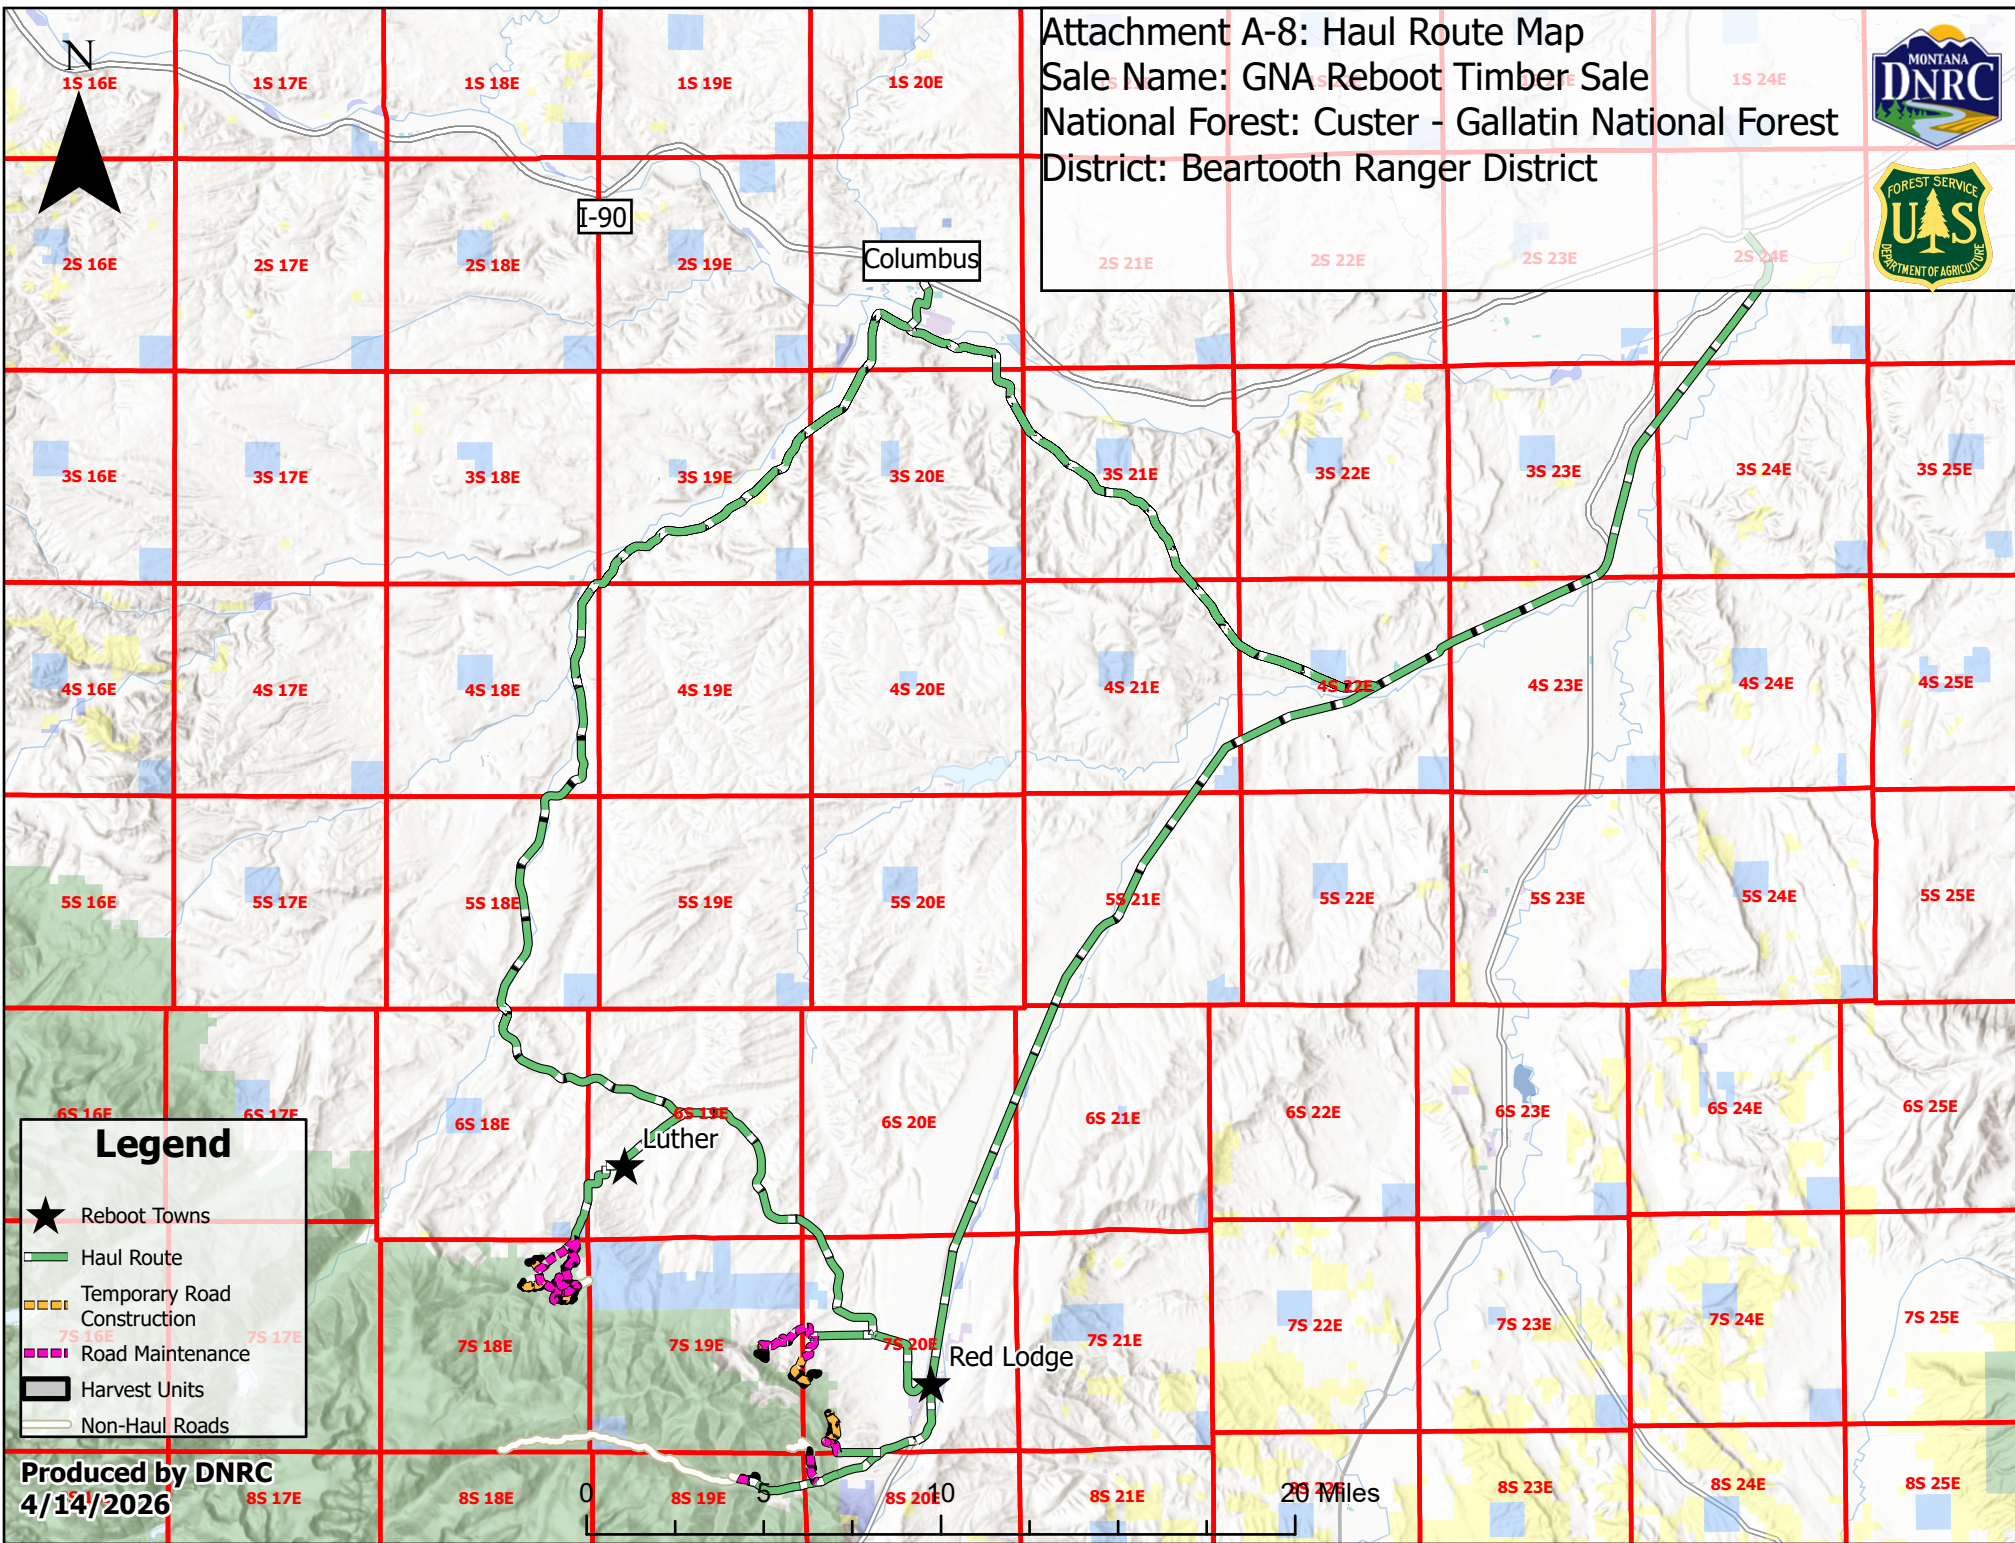 Attachment A-8: Haul Route Map
Sale Name: GNA Reboot Timber Sale
National Forest: Custer - Gallatin National Forest
District: Beartooth Ranger District
MONTANA
DNRC
FOREST SERVICE
U S
DEPARTMENT OF AGRICULTURE
N
1S 16E
1S 17E
1S 18E
1S 19E
1S 20E
1S 24E
I-90
Columbus
2S 16E
2S 17E
2S 18E
2S 19E
2S 21E
2S 22E
2S 23E
2S 24E
3S 16E
3S 17E
3S 18E
3S 19E
3S 20E
3S 21E
3S 22E
3S 23E
3S 24E
3S 25E
4S 16E
4S 17E
4S 18E
4S 19E
4S 20E
4S 21E
4S 22E
4S 23E
4S 24E
4S 25E
5S 16E
5S 17E
5S 18E
5S 19E
5S 20E
5S 21E
5S 22E
5S 23E
5S 24E
5S 25E
6S 16E
6S 17E
6S 18E
6S 19E
6S 20E
6S 21E
6S 22E
6S 23E
6S 24E
6S 25E
Luther
Legend
Reboot Towns
Haul Route
Temporary Road
Construction
Road Maintenance
Harvest Units
Non-Haul Roads
7S 16E
7S 17E
7S 18E
7S 19E
7S 20E
7S 21E
7S 22E
7S 23E
7S 24E
7S 25E
Red Lodge
Produced by DNRC
4/14/2026
8S 17E
8S 18E
8S 19E
8S 20E
8S 21E
8S 22E
8S 23E
8S 24E
8S 25E
0 5 10 20 Miles